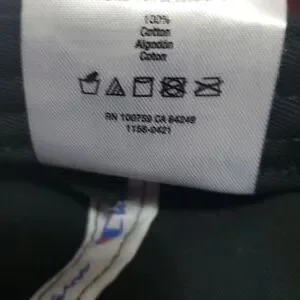 100%
Cotton
Algodón
Coton
RN 100759 CA 64249
1158-0421